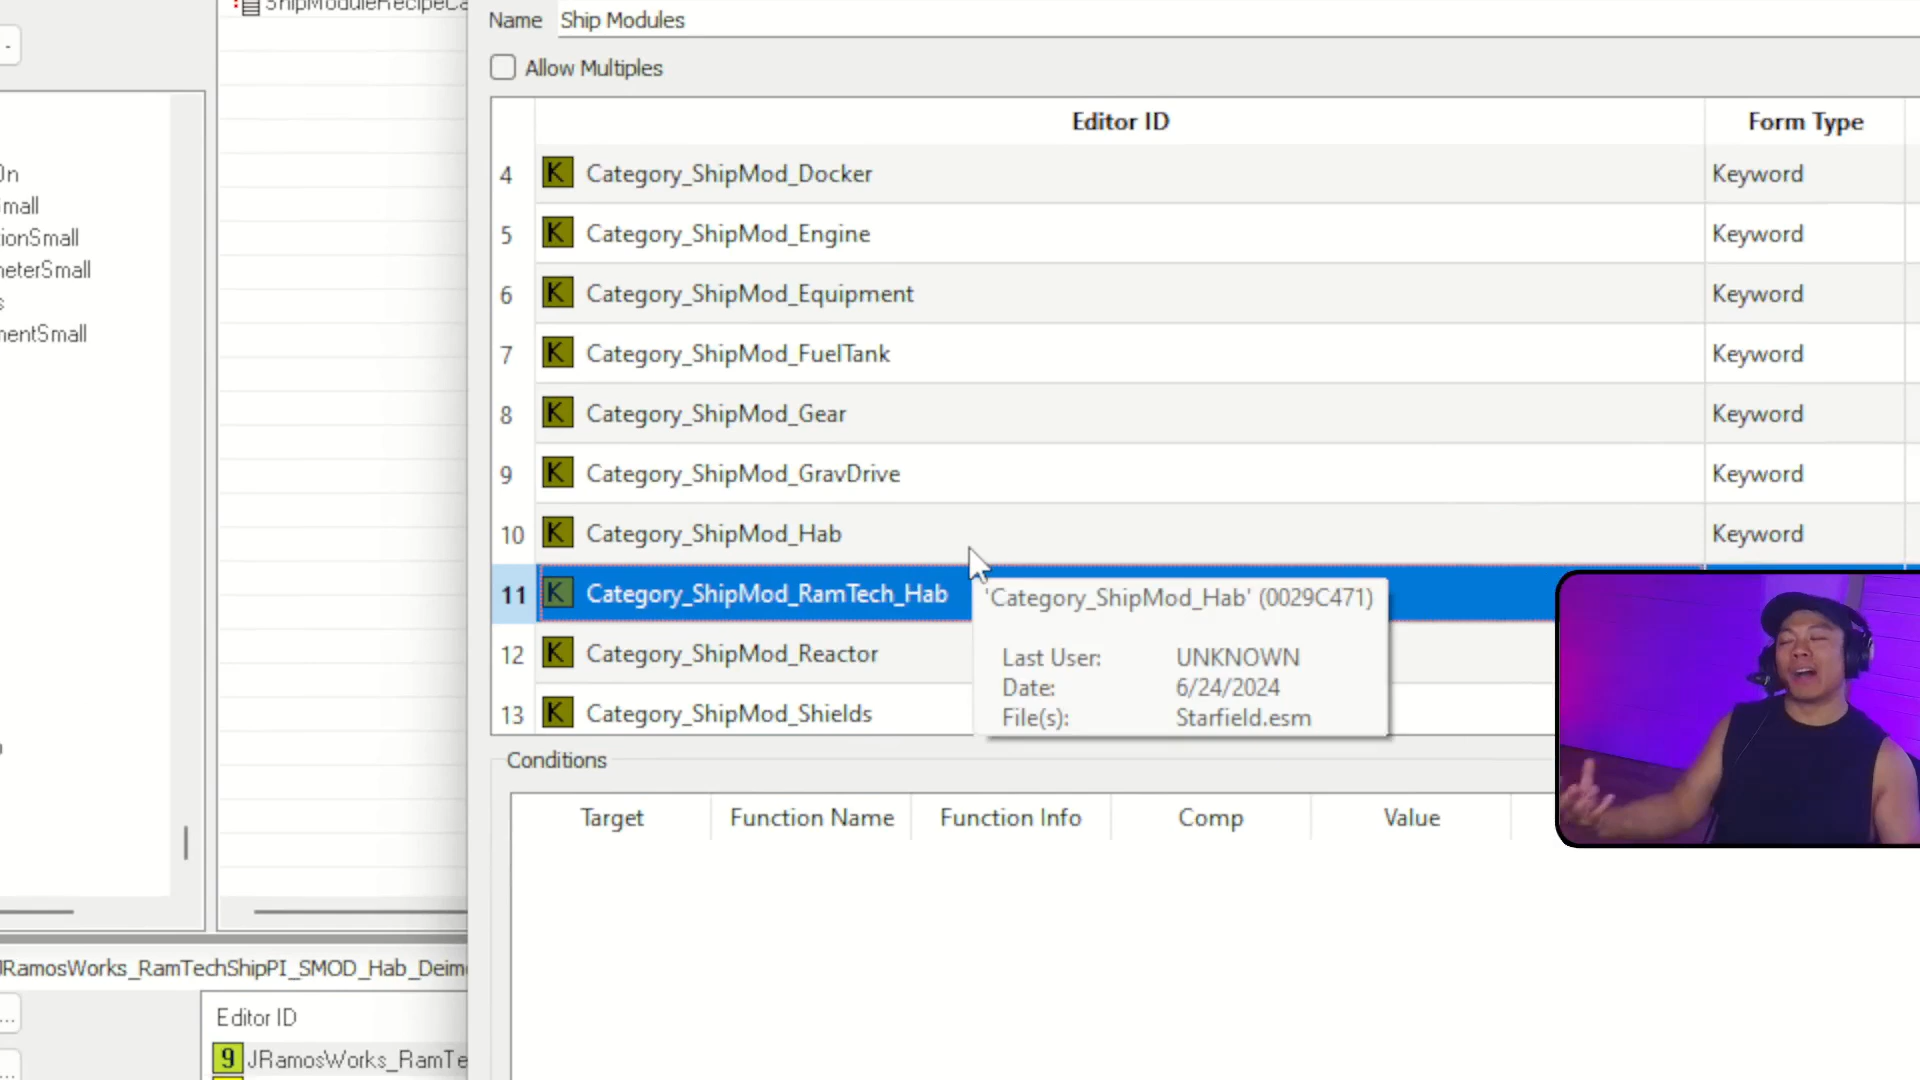 Name Ship Modules
Allow Multiples
Editor ID Form Type
4 K Category_ShipMod_Docker Keyword
5 K Category_ShipMod_Engine Keyword
6 K Category_ShipMod_Equipment Keyword
7 K Category_ShipMod_FuelTank Keyword
8 K Category_ShipMod_Gear Keyword
9 K Category_ShipMod_GravDrive Keyword
10 K Category_ShipMod_Hab Keyword
11 K Category_ShipMod_RamTech_Hab
12 K Category_ShipMod_Reactor
13 K Category_ShipMod_Shields
'Category_ShipMod_Hab' (0029C471)
Last User: UNKNOWN
Date: 6/24/2024
File(s): Starfield.esm
Conditions
Target Function Name Function Info Comp Value
On
small
ionSmall
neterSmall
s
nentSmall
JRamosWorks_RamTechShipPI_SMOD_Hab_Deim
Editor ID
9 JRamosWorks_RamTe